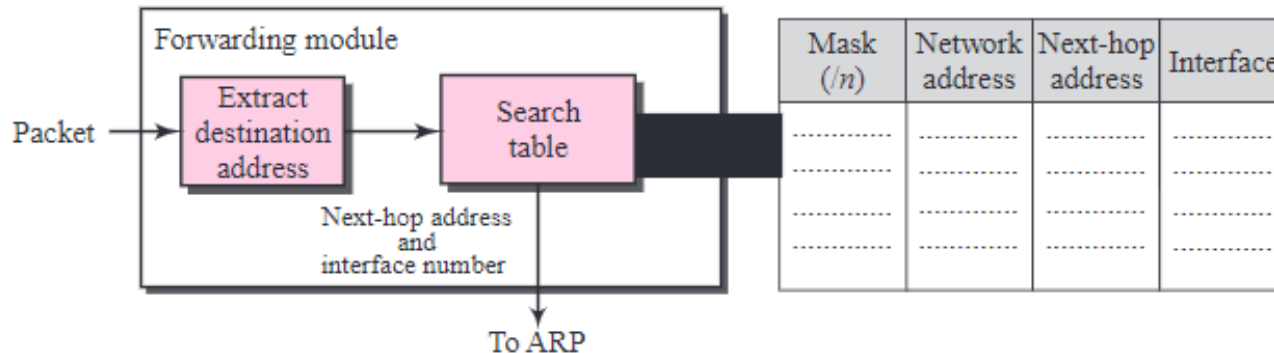 Forwarding module
Packet
Extract
destination
address
Search
table
Next-hop address
and
interface number
To ARP
Mask
(/n)
Network
address
Next-hop
address
Interface